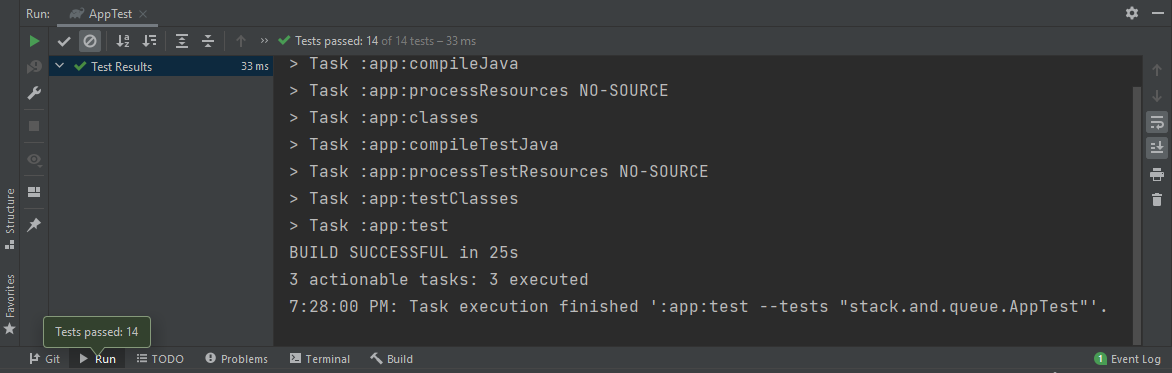 Run: AppTest
Tests passed: 14 of 14 tests – 33 ms
Test Results 33 ms
> Task :app:compileJava
> Task :app:processResources NO-SOURCE
> Task :app:classes
> Task :app:compileTestJava
> Task :app:processTestResources NO-SOURCE
> Task :app:testClasses
> Task :app:test
BUILD SUCCESSFUL in 25s
3 actionable tasks: 3 executed
7:28:00 PM: Task execution finished ':app:test --tests "stack.and.queue.AppTest"'.
Structure
Favorites
Tests passed: 14
Git Run TODO Problems Terminal Build 1 Event Log